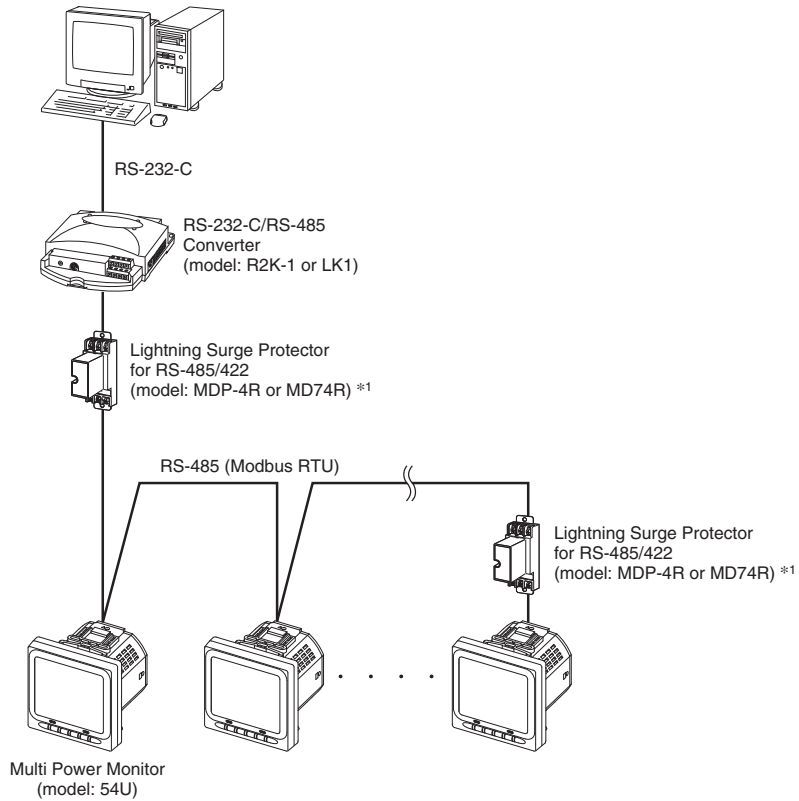 RS-232-C
RS-232-C/RS-485
Converter
(model: R2K-1 or LK1)
Lightning Surge Protector
for RS-485/422
(model: MDP-4R or MD74R) *1
RS-485 (Modbus RTU)
Lightning Surge Protector
for RS-485/422
(model: MDP-4R or MD74R) *1
Multi Power Monitor
(model: 54U)